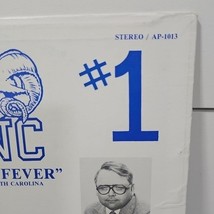 STEREO / AP-1013
#1
NC
FEVER"
TH CAROLINA